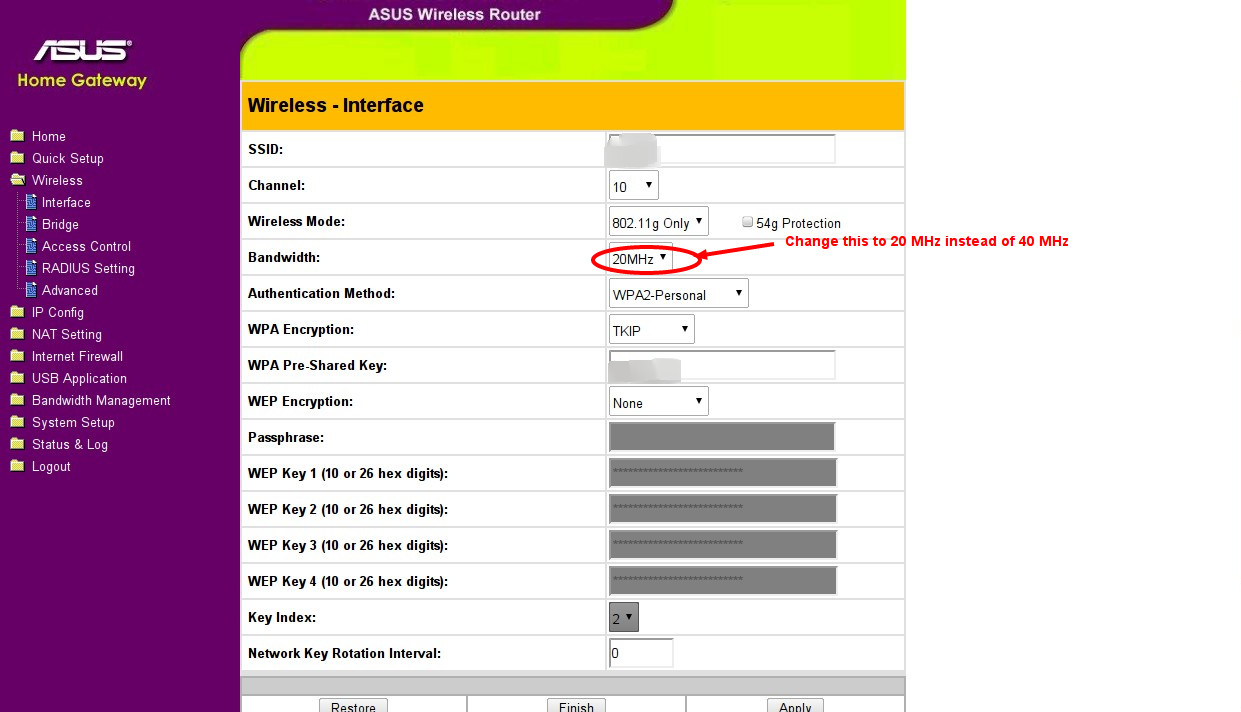 ASUS Wireless Router
ASUS®
Home Gateway
Home
Quick Setup
Wireless
Interface
Bridge
Access Control
RADIUS Setting
Advanced
IP Config
NAT Setting
Internet Firewall
USB Application
Bandwidth Management
System Setup
Status & Log
Logout
Wireless - Interface
SSID:
Channel: 10
Wireless Mode: 802.11g Only 54g Protection
Change this to 20 MHz instead of 40 MHz
Bandwidth: 20MHz
Authentication Method: WPA2-Personal
WPA Encryption: TKIP
WPA Pre-Shared Key:
WEP Encryption: None
Passphrase:
WEP Key 1 (10 or 26 hex digits): **************************
WEP Key 2 (10 or 26 hex digits): **************************
WEP Key 3 (10 or 26 hex digits): **************************
WEP Key 4 (10 or 26 hex digits): **************************
Key Index: 2
Network Key Rotation Interval: 0
Restore Finish Apply